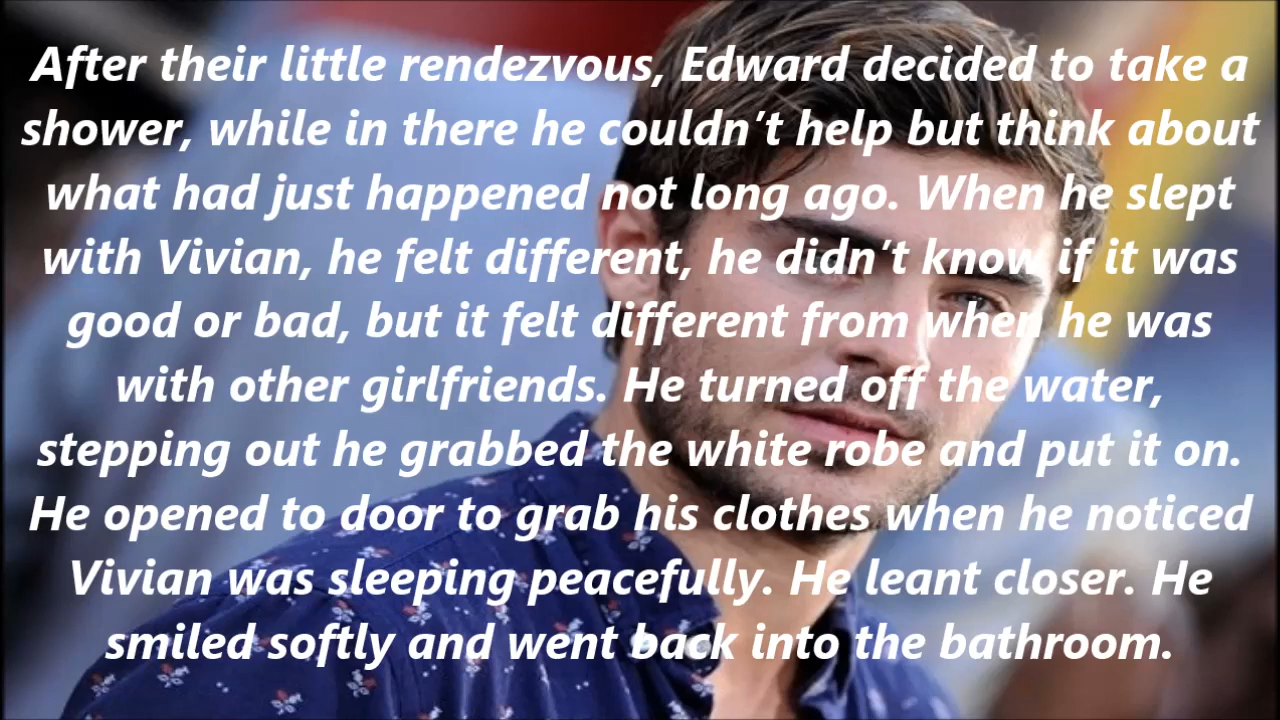 After their little rendezvous, Edward decided to take a
shower, while in there he couldn't help but think about
what had just happened not long ago. When he slept
with Vivian, he felt different, he didn't know if it was
good or bad, but it felt different from when he was
with other girlfriends. He turned off the water,
stepping out he grabbed the white robe and put it on.
He opened to door to grab his clothes when he noticed
Vivian was sleeping peacefully. He leant closer. He
smiled softly and went back into the bathroom.